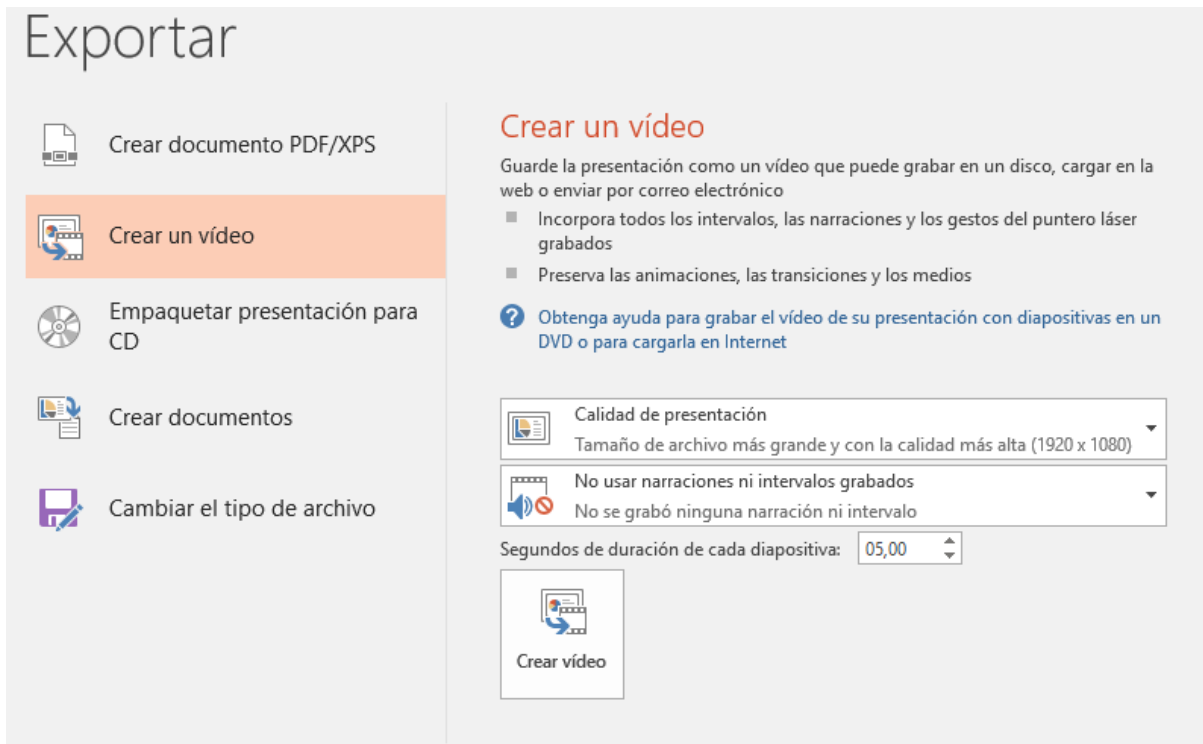 Exportar
Crear documento PDF/XPS
Crear un vídeo
Empaquetar presentación para
CD
Crear documentos
Cambiar el tipo de archivo
Crear un vídeo
Guarde la presentación como un vídeo que puede grabar en un disco, cargar en la
web o enviar por correo electrónico
Incorpora todos los intervalos, las narraciones y los gestos del puntero láser
grabados
Preserva las animaciones, las transiciones y los medios
Obtenga ayuda para grabar el vídeo de su presentación con diapositivas en un
DVD o para cargarla en Internet
Calidad de presentación
Tamaño de archivo más grande y con la calidad más alta (1920 x 1080)
No usar narraciones ni intervalos grabados
No se grabó ninguna narración ni intervalo
Segundos de duración de cada diapositiva: 05,00
Crear vídeo